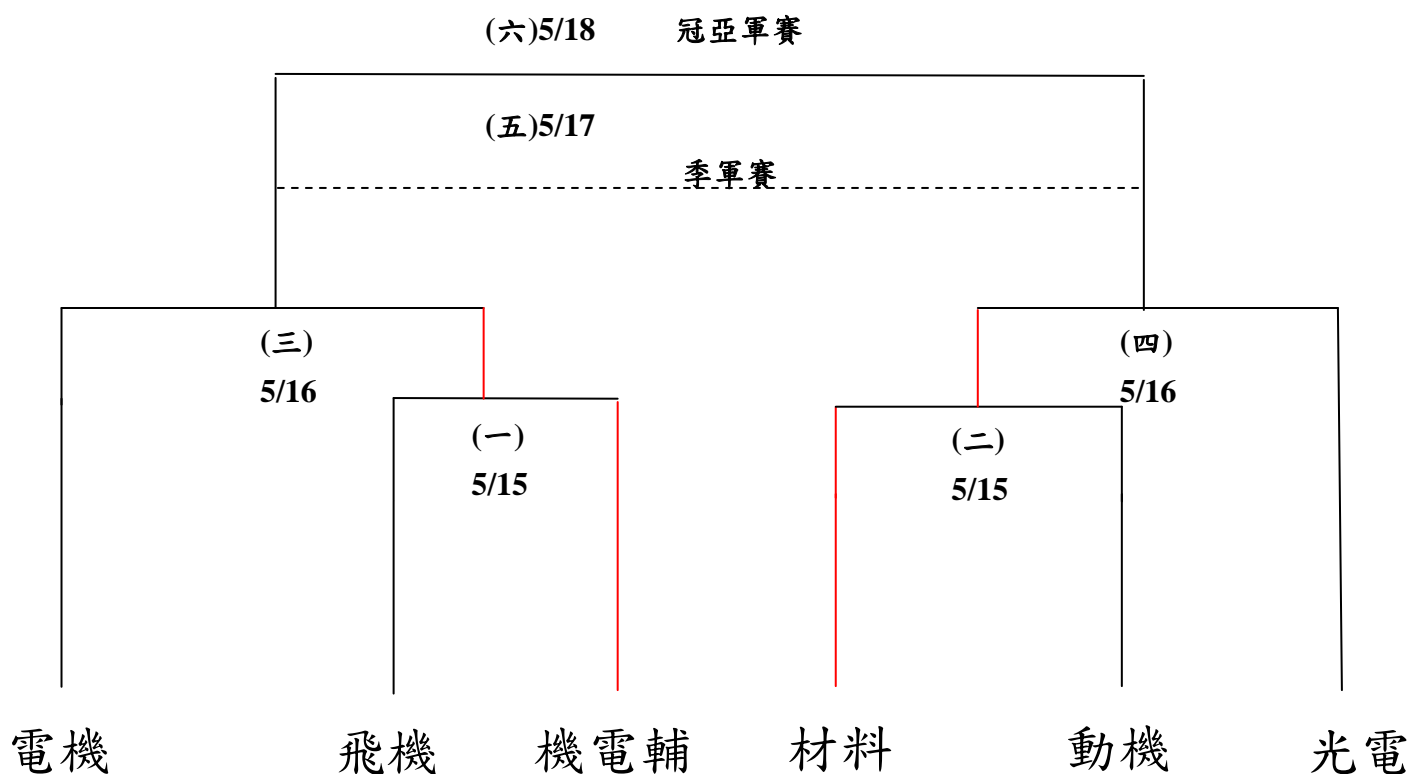 (六)5/18 冠亞軍賽
(五)5/17
季軍賽
(三)
5/16
(四)
5/16
(一)
5/15
(二)
5/15
電機 飛機 機電輔 材料 動機 光電